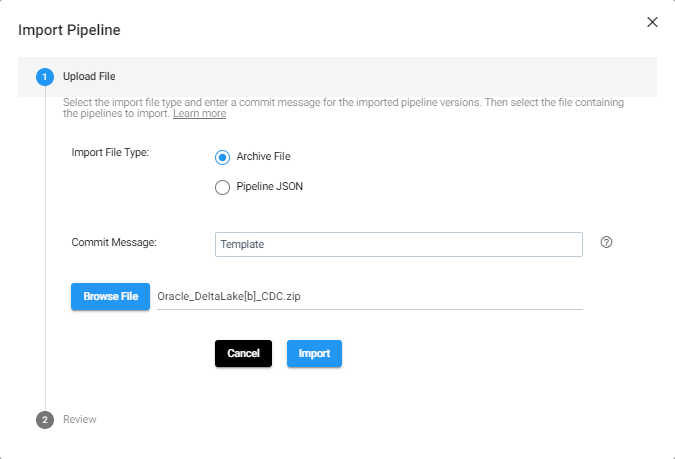 Import Pipeline
1 Upload File
Select the import file type and enter a commit message for the imported pipeline versions. Then select the file containing
the pipelines to import. Learn more
Import File Type:
Archive File
Pipeline JSON
Commit Message:
Template
?
Browse File
Oracle_DeltaLake[b]_CDC.zip
Cancel
Import
2 Review